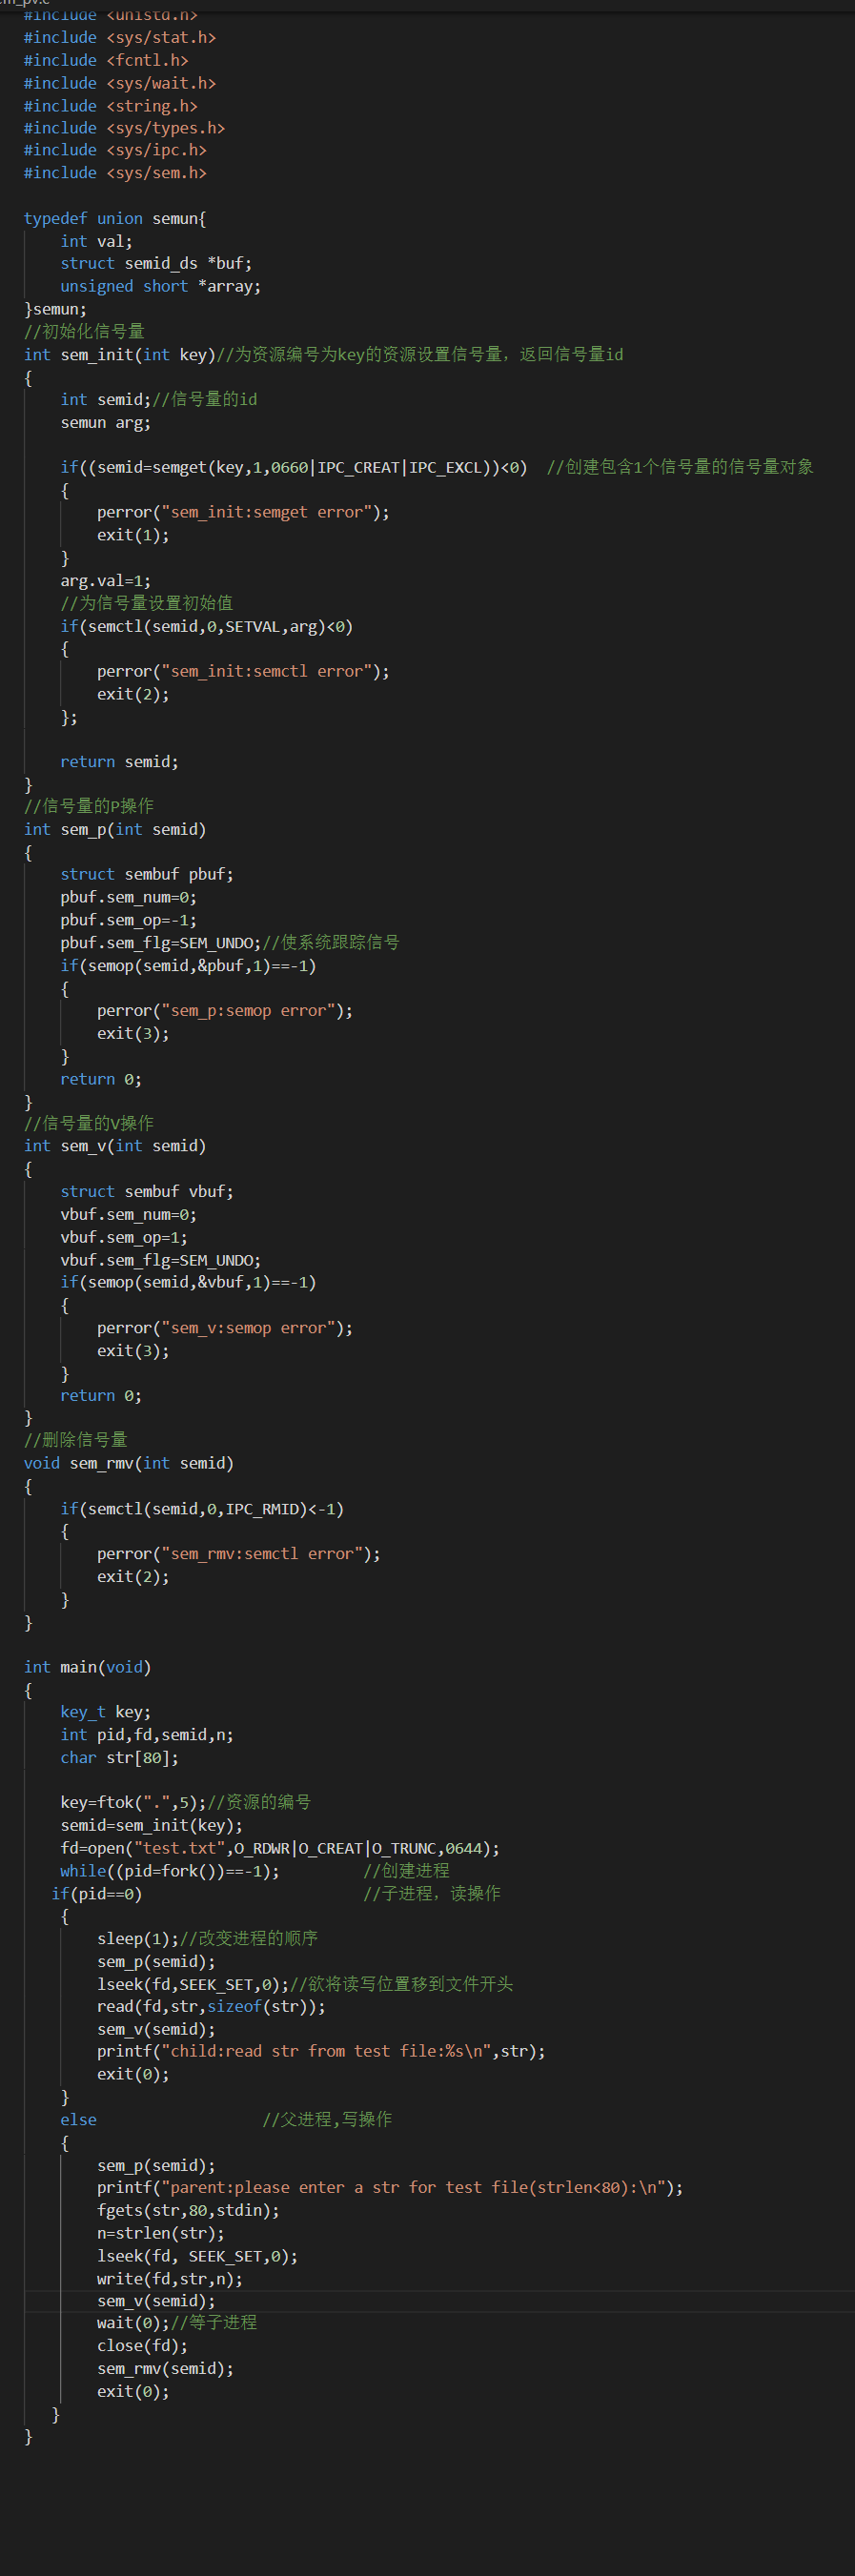 #include <unistd.h>
#include <sys/stat.h>
#include <fcntl.h>
#include <sys/wait.h>
#include <string.h>
#include <sys/types.h>
#include <sys/ipc.h>
#include <sys/sem.h>
typedef union semun{
    int val;
    struct semid_ds *buf;
    unsigned short *array;
}semun;
//初始化信号量
int sem_init(int key)//为资源编号为key的资源设置信号量，返回信号量id
{
    int semid;//信号量的id
    semun arg;
    if((semid=semget(key,1,0660|IPC_CREAT|IPC_EXCL))<0)  //创建包含1个信号量的信号量对象
    {
        perror("sem_init:semget error");
        exit(1);
    }
    arg.val=1;
    //为信号量设置初始值
    if(semctl(semid,0,SETVAL,arg)<0)
    {
        perror("sem_init:semctl error");
        exit(2);
    };
    return semid;
}
//信号量的P操作
int sem_p(int semid)
{
    struct sembuf pbuf;
    pbuf.sem_num=0;
    pbuf.sem_op=-1;
    pbuf.sem_flg=SEM_UNDO;//使系统跟踪信号
    if(semop(semid,&pbuf,1)==-1)
    {
        perror("sem_p:semop error");
        exit(3);
    }
    return 0;
}
//信号量的V操作
int sem_v(int semid)
{
    struct sembuf vbuf;
    vbuf.sem_num=0;
    vbuf.sem_op=1;
    vbuf.sem_flg=SEM_UNDO;
    if(semop(semid,&vbuf,1)==-1)
    {
        perror("sem_v:semop error");
        exit(3);
    }
    return 0;
}
//删除信号量
void sem_rmv(int semid)
{
    if(semctl(semid,0,IPC_RMID)<-1)
    {
        perror("sem_rmv:semctl error");
        exit(2);
    }
}
int main(void)
{
    key_t key;
    int pid,fd,semid,n;
    char str[80];
    key=ftok(".",5);//资源的编号
    semid=sem_init(key);
    fd=open("test.txt",O_RDWR|O_CREAT|O_TRUNC,0644);
    while((pid=fork())==-1);         //创建进程
   if(pid==0)                        //子进程，读操作
    {
        sleep(1);//改变进程的顺序
        sem_p(semid);
        lseek(fd,SEEK_SET,0);//欲将读写位置移到文件开头
        read(fd,str,sizeof(str));
        sem_v(semid);
        printf("child:read str from test file:%s\n",str);
        exit(0);
    }
    else                  //父进程,写操作
    {
        sem_p(semid);
        printf("parent:please enter a str for test file(strlen<80):\n");
        fgets(str,80,stdin);
        n=strlen(str);
        lseek(fd, SEEK_SET,0);
        write(fd,str,n);
        sem_v(semid);
        wait(0);//等子进程
        close(fd);
        sem_rmv(semid);
        exit(0);
   }
}